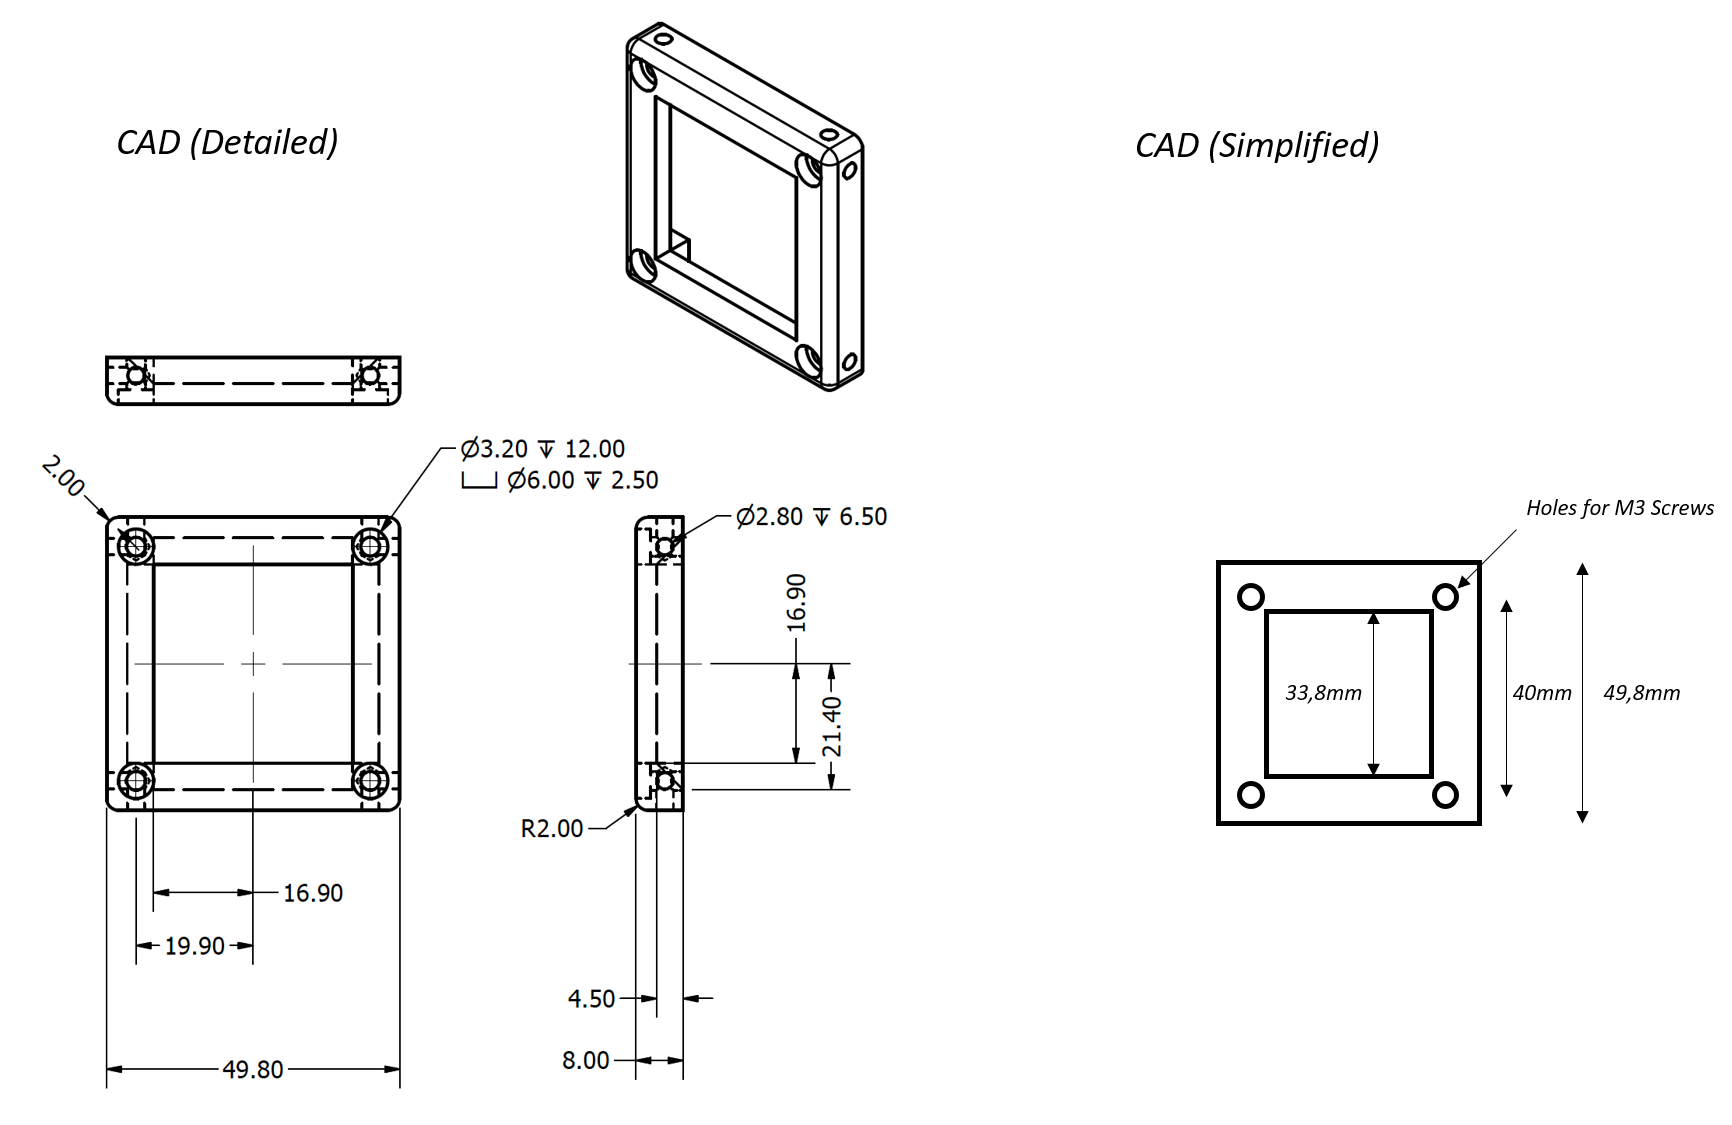 CAD (Detailed)
CAD (Simplified)
2.00
Ø3.20 ↧ 12.00
⌴ Ø6.00 ↧ 2.50
Ø2.80 ↧ 6.50
Holes for M3 Screws
16.90
21.40
33,8mm
40mm
49,8mm
R2.00
16.90
19.90
4.50
8.00
49.80